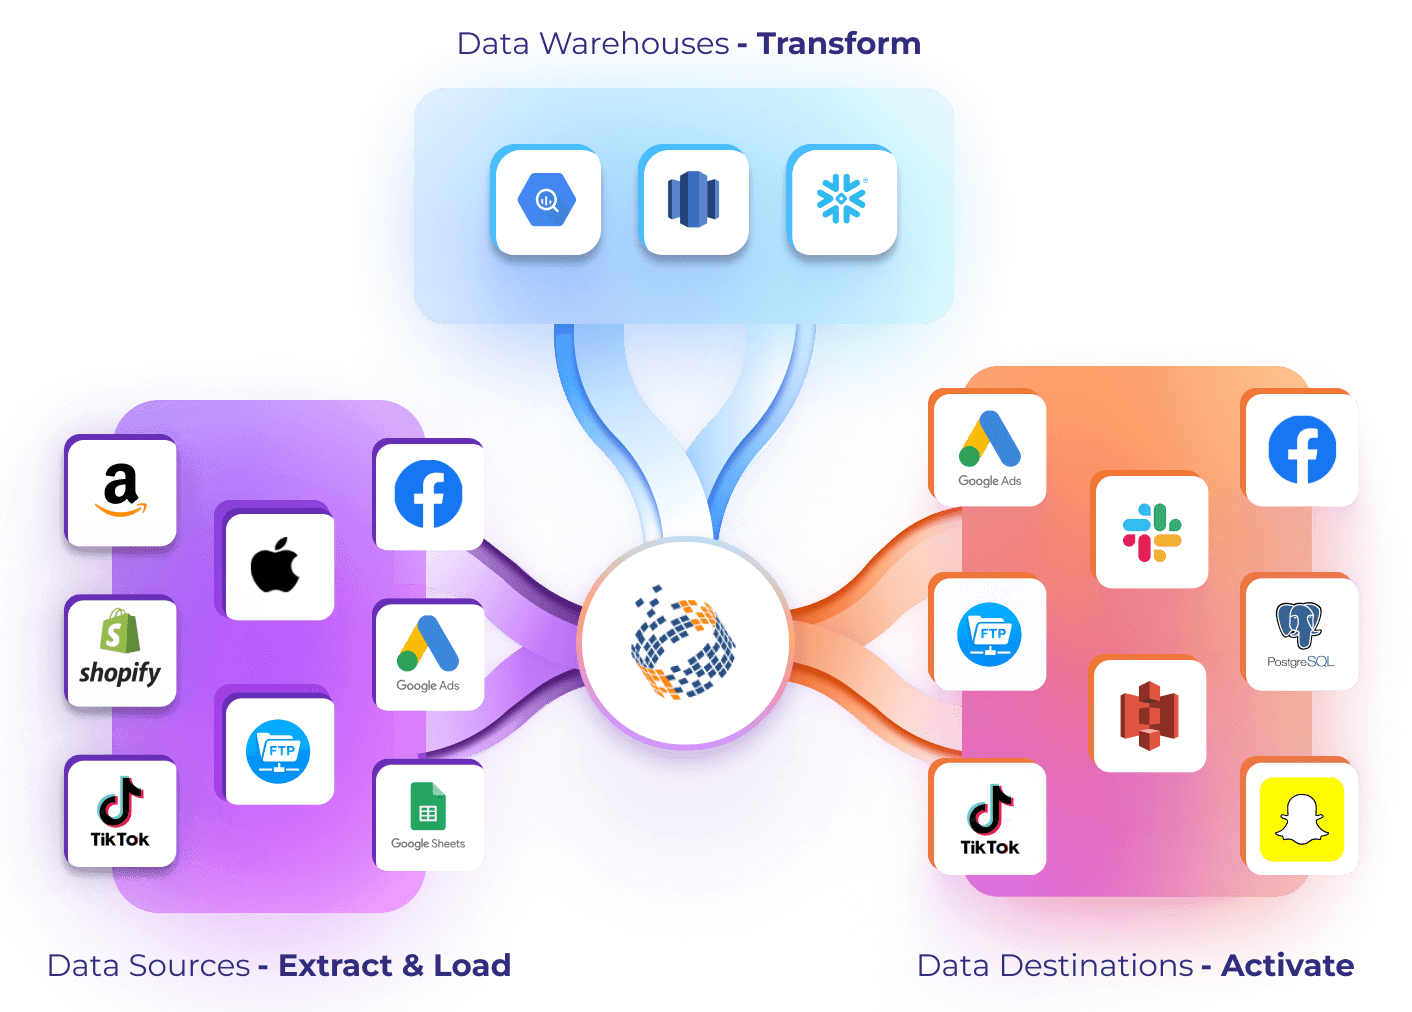 Data Warehouses - Transform
a
shopify
S
TikTok
FTP
Google Ads
Google Sheets
Google Ads
FTP
TikTok
PostgreSQL
Data Sources - Extract & Load
Data Destinations - Activate